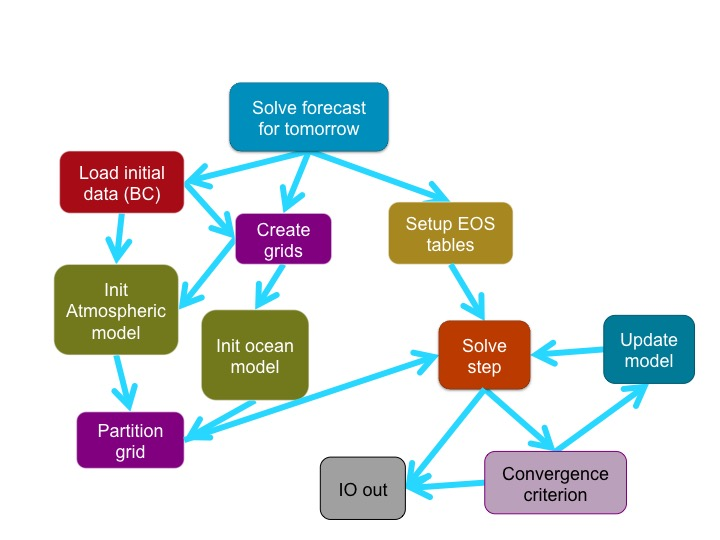 Solve forecast
for tomorrow
Load initial
data (BC)
Create
grids
Setup EOS
tables
Init
Atmospheric
model
Init ocean
model
Solve
step
Update
model
Partition
grid
IO out
Convergence
criterion